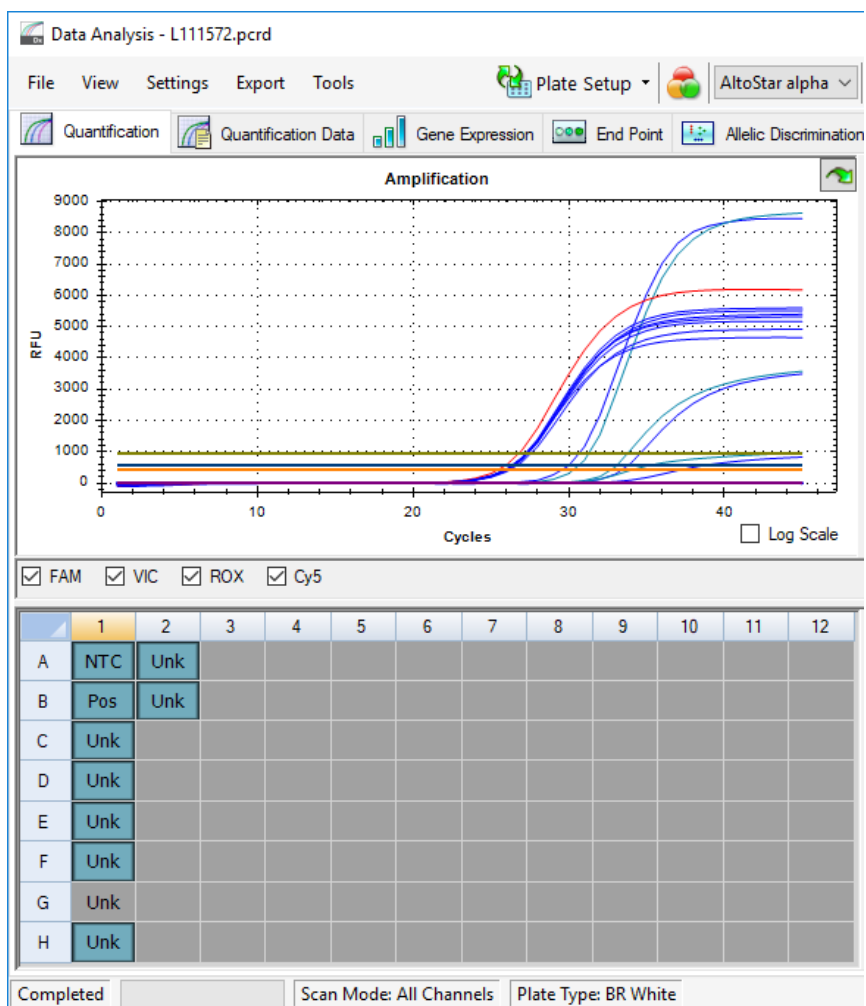 Data Analysis - L111572.pcrd
File View Settings Export Tools Plate Setup AltoStar alpha
Quantification Quantification Data Gene Expression End Point Allelic Discrimination
Amplification
9000
8000
7000
6000
5000
4000
3000
2000
1000
0
RFU
0 10 20 30 40
Cycles
Log Scale
FAM VIC ROX Cy5
1 2 3 4 5 6 7 8 9 10 11 12
A NTC Unk
B Pos Unk
C Unk
D Unk
E Unk
F Unk
G Unk
H Unk
Completed Scan Mode: All Channels Plate Type: BR White